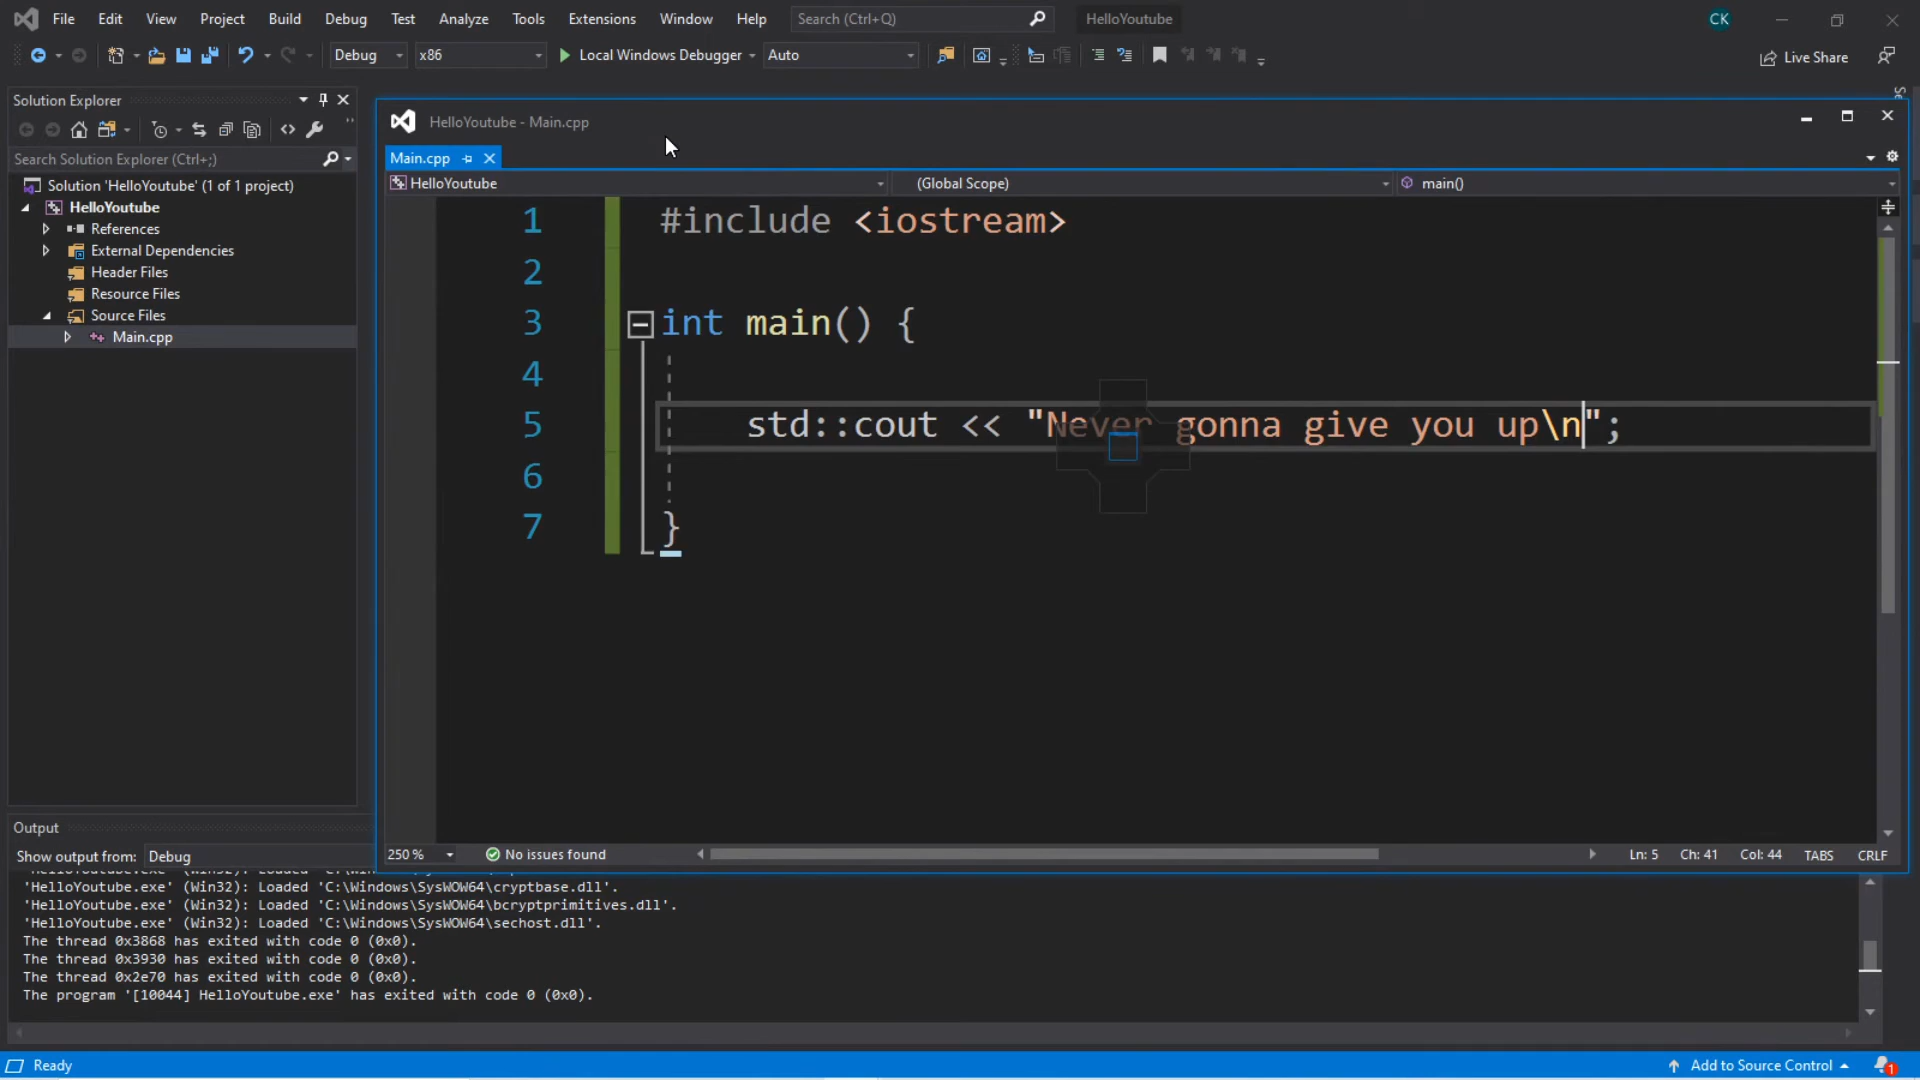 File Edit View Project Build Debug Test Analyze Tools Extensions Window Help Search (Ctrl+Q) HelloYoutube CK
Debug x86 Local Windows Debugger Auto Live Share
Solution Explorer
Search Solution Explorer (Ctrl+;)
Solution 'HelloYoutube' (1 of 1 project)
HelloYoutube
References
External Dependencies
Header Files
Resource Files
Source Files
Main.cpp
HelloYoutube - Main.cpp
Main.cpp
HelloYoutube (Global Scope) main()
1 #include <iostream>
2
3 int main() {
4
5 std::cout << "Never gonna give you up\n";
6
7 }
250 % No issues found Ln: 5 Ch: 41 Col: 44 TABS CRLF
Output
Show output from: Debug
'HelloYoutube.exe' (Win32): Loaded 'C:\Windows\SysWOW64\cryptbase.dll'.
'HelloYoutube.exe' (Win32): Loaded 'C:\Windows\SysWOW64\bcryptprimitives.dll'.
'HelloYoutube.exe' (Win32): Loaded 'C:\Windows\SysWOW64\sechost.dll'.
The thread 0x3868 has exited with code 0 (0x0).
The thread 0x3930 has exited with code 0 (0x0).
The thread 0x2e70 has exited with code 0 (0x0).
The program '[10044] HelloYoutube.exe' has exited with code 0 (0x0).
Ready Add to Source Control 1